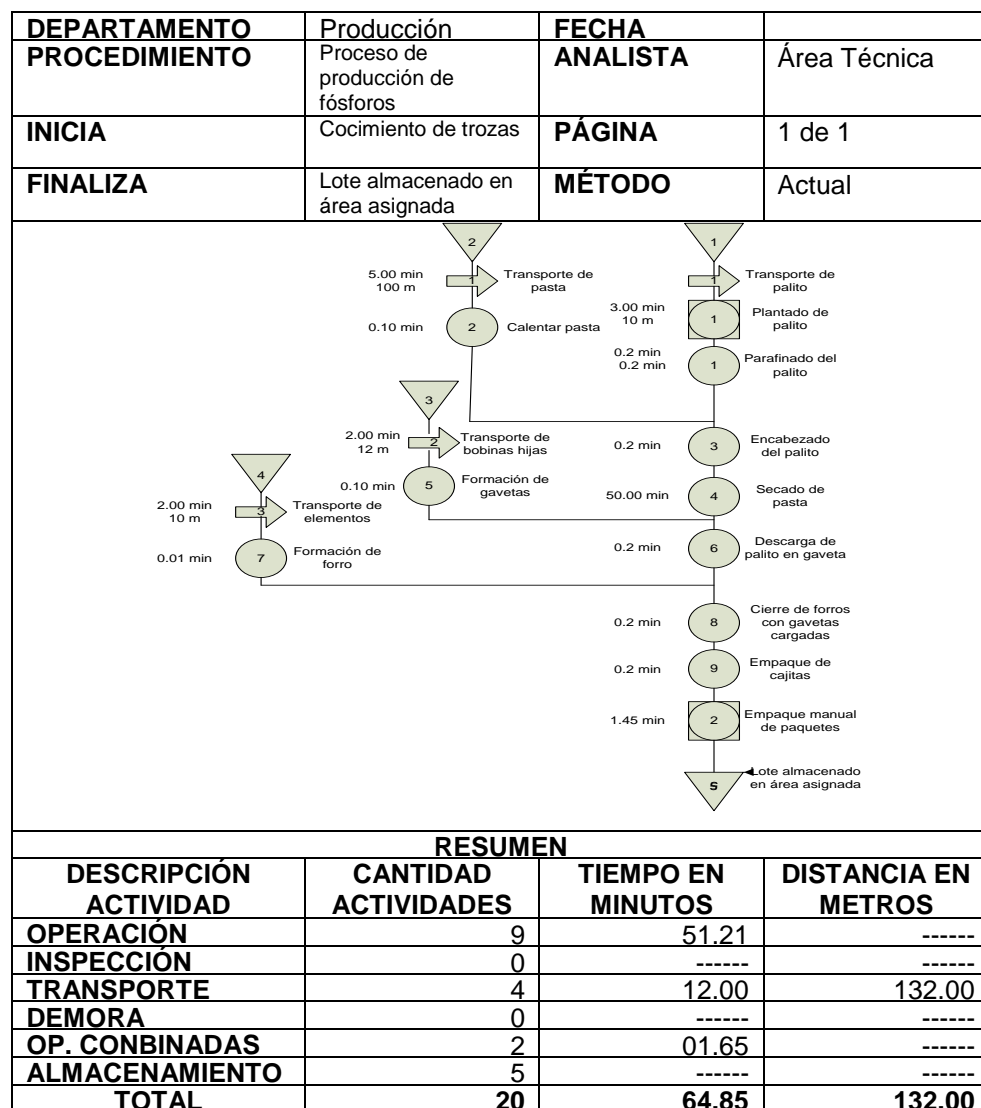 DEPARTAMENTO Producción FECHA
PROCEDIMIENTO Proceso de producción de fósforos ANALISTA Área Técnica
INICIA Cocimiento de trozas PÁGINA 1 de 1
FINALIZA Lote almacenado en área asignada MÉTODO Actual
2
1
5.00 min
100 m
1
Transporte de
pasta
1
Transporte de
palito
0.10 min
2
Calentar pasta
3.00 min
10 m
1
Plantado de
palito
0.2 min
0.2 min
1
Parafinado del
palito
3
2.00 min
12 m
2
Transporte de
bobinas hijas
0.2 min
3
Encabezado
del palito
4
0.10 min
5
Formación de
gavetas
50.00 min
4
Secado de
pasta
2.00 min
10 m
3
Transporte de
elementos
0.01 min
7
Formación de
forro
0.2 min
6
Descarga de
palito en gaveta
0.2 min
8
Cierre de forros
con gavetas
cargadas
0.2 min
9
Empaque de
cajitas
1.45 min
2
Empaque manual
de paquetes
5
Lote almacenado
en área asignada
RESUMEN
DESCRIPCIÓN ACTIVIDAD CANTIDAD ACTIVIDADES TIEMPO EN MINUTOS DISTANCIA EN METROS
OPERACIÓN 9 51.21 ------
INSPECCIÓN 0 ------ ------
TRANSPORTE 4 12.00 132.00
DEMORA 0 ------ ------
OP. CONBINADAS 2 01.65 ------
ALMACENAMIENTO 5 ------ ------
TOTAL 20 64.85 132.00